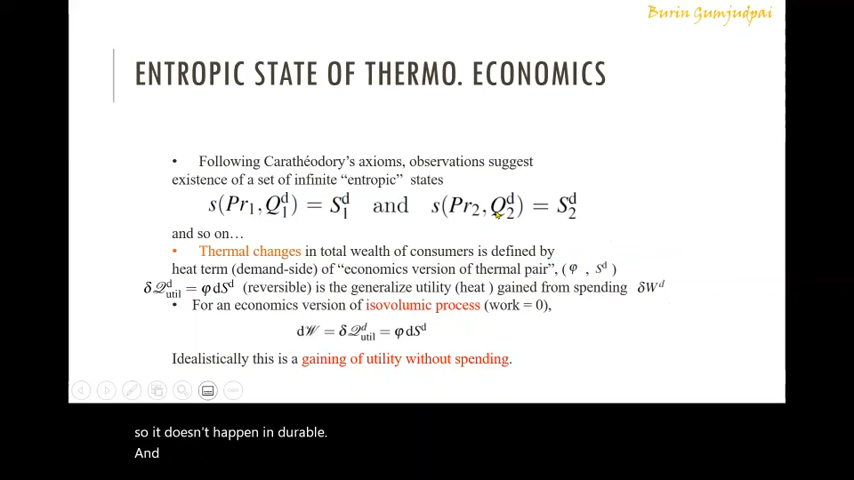 Burin Gumjudpai
ENTROPIC STATE OF THERMO. ECONOMICS
• Following Carathéodory's axioms, observations suggest
existence of a set of infinite “entropic” states
s(Pr₁, Q₁ᵈ) = S₁ᵈ and s(Pr₂, Q₂ᵈ) = S₂ᵈ
and so on…
• Thermal changes in total wealth of consumers is defined by
heat term (demand-side) of “economics version of thermal pair”, (φ , Sᵈ)
δ𝒬ᵈutil = φdSᵈ (reversible) is the generalize utility (heat ) gained from spending δWᵈ
• For an economics version of isovolumic process (work = 0),
d𝒲 = δ𝒬ᵈutil = φdSᵈ
Idealistically this is a gaining of utility without spending.
so it doesn't happen in durable.
And